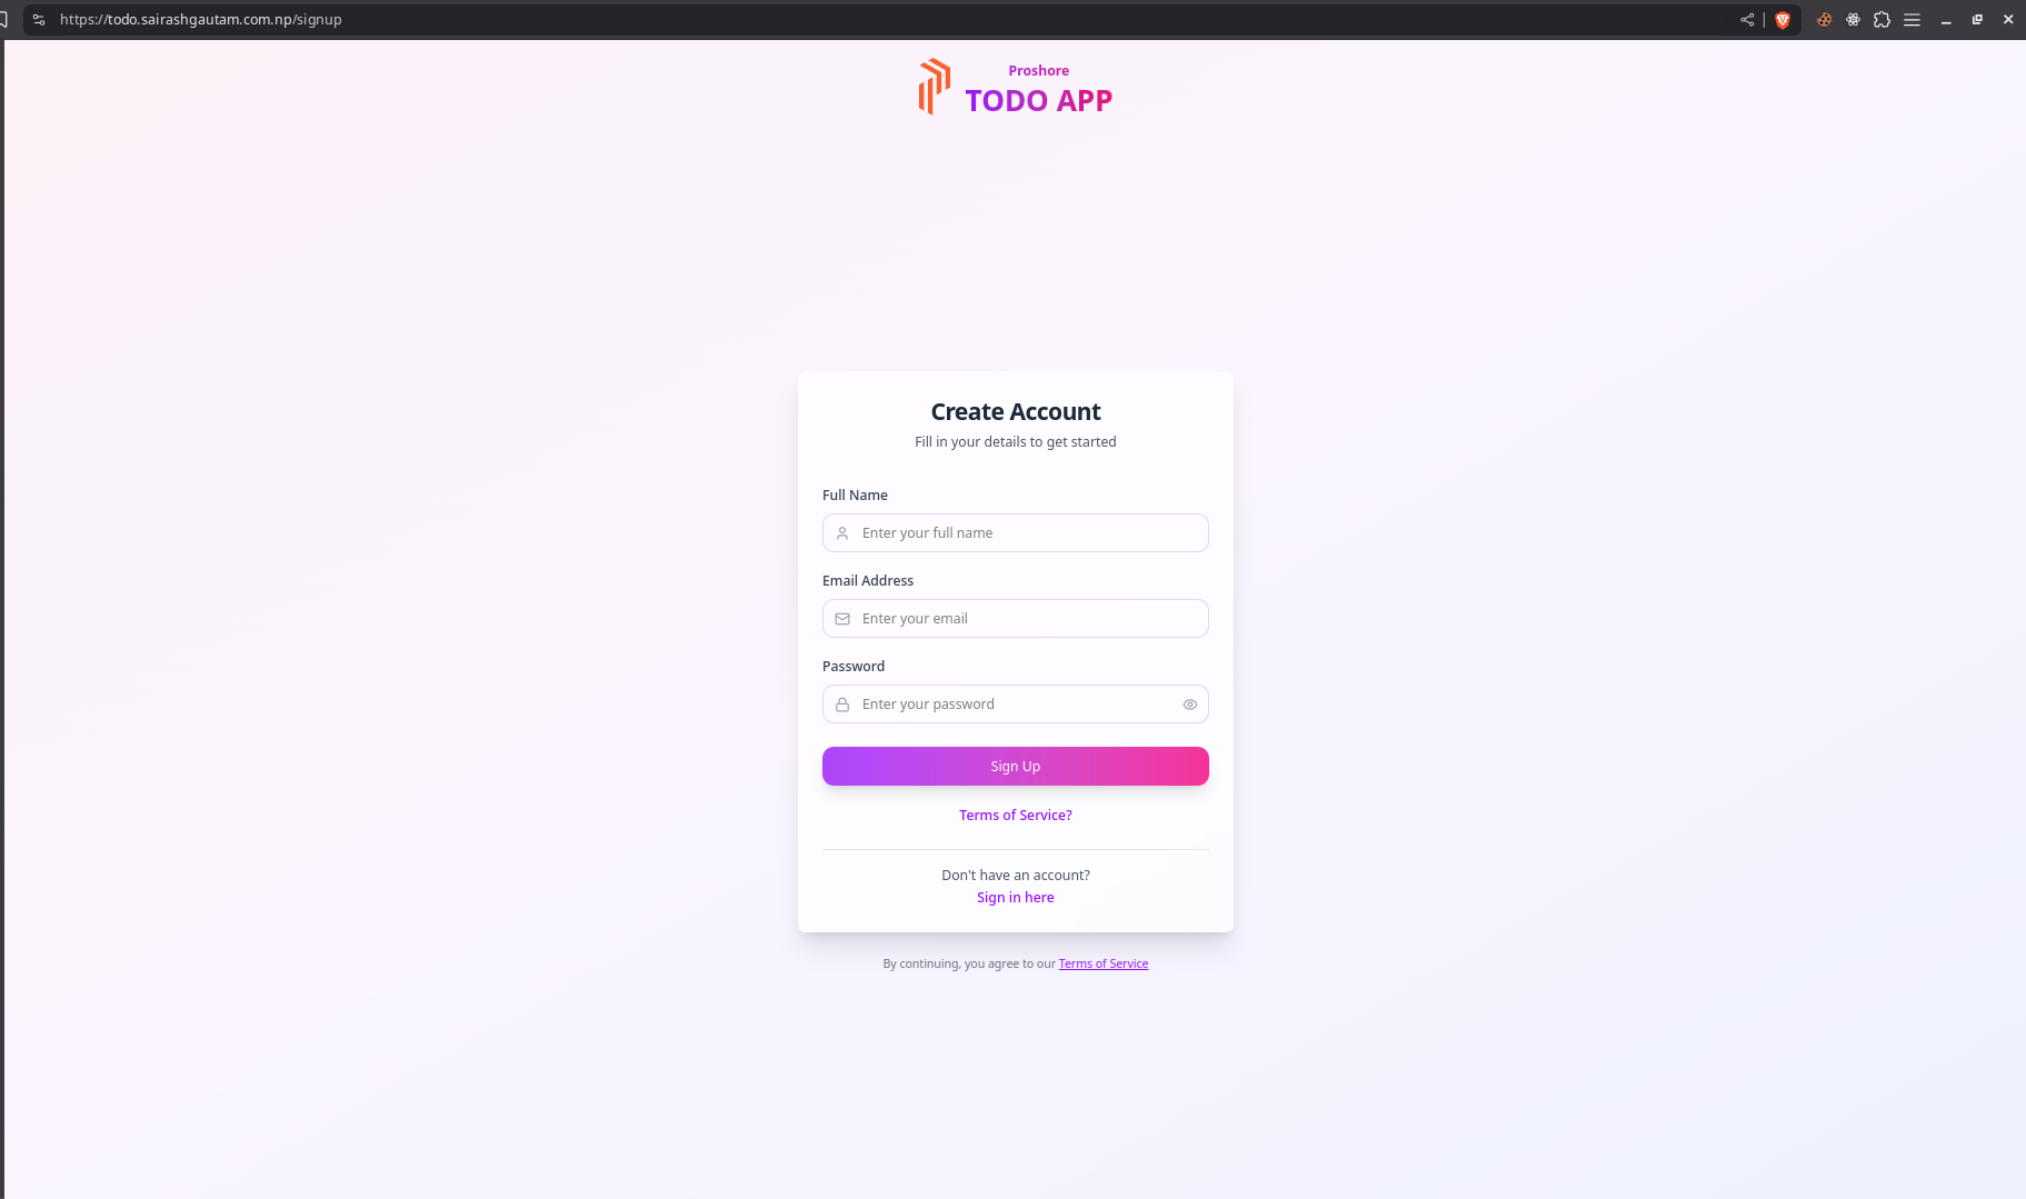 https://todo.sairashgautam.com.np/signup
Proshore
TODO APP
Create Account
Fill in your details to get started
Full Name
Enter your full name
Email Address
Enter your email
Password
Enter your password
Sign Up
Terms of Service?
Don't have an account?
Sign in here
By continuing, you agree to our Terms of Service